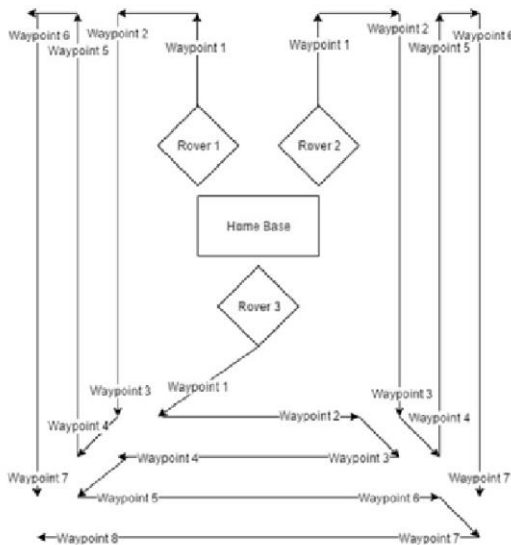 Waypoint 6
Waypoint 5
Waypoint 2
Waypoint 1
Waypoint 1
Waypoint 2
Waypoint 5
Waypoint 6
Rover 1
Rover 2
Home Base
Rover 3
Waypoint 3
Waypoint 1
Waypoint 3
Waypoint 4
Waypoint 2
Waypoint 4
Waypoint 4
Waypoint 3
Waypoint 7
Waypoint 7
Waypoint 5
Waypoint 6
Waypoint 8
Waypoint 7